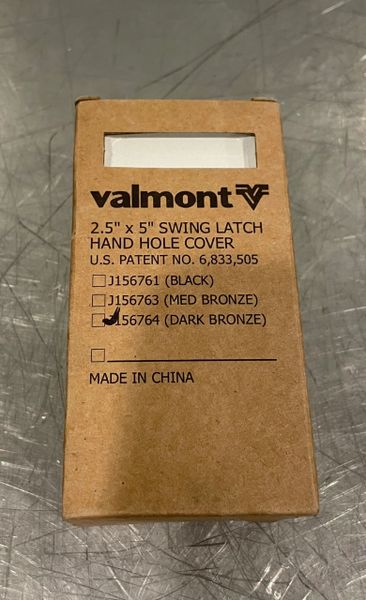 valmont
2.5" x 5" SWING LATCH
HAND HOLE COVER
U.S. PATENT NO. 6,833,505
J156761 (BLACK)
J156763 (MED BRONZE)
J156764 (DARK BRONZE)
MADE IN CHINA